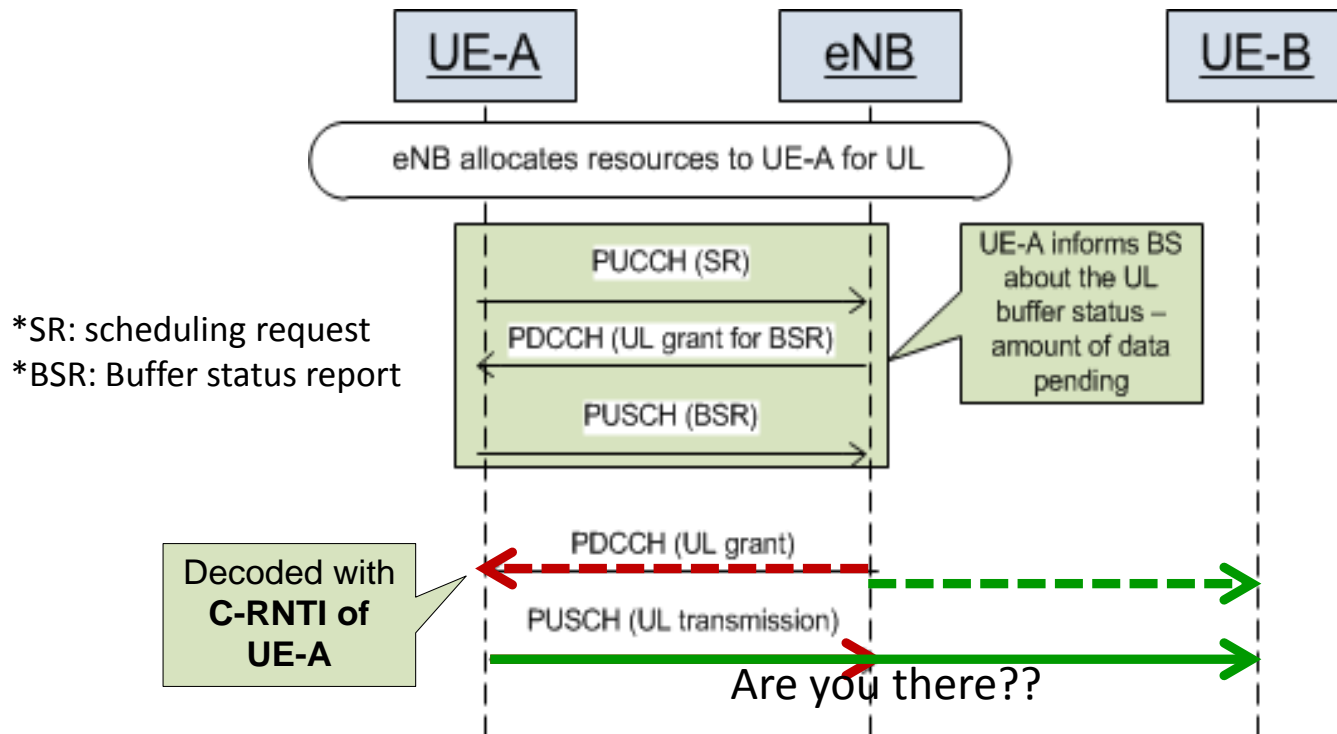 UE-A
eNB
UE-B
eNB allocates resources to UE-A for UL
PUCCH (SR)
PDCCH (UL grant for BSR)
PUSCH (BSR)
UE-A informs BS
about the UL
buffer status –
amount of data
pending
*SR: scheduling request
*BSR: Buffer status report
PDCCH (UL grant)
Decoded with
C-RNTI of
UE-A
PUSCH (UL transmission)
Are you there??